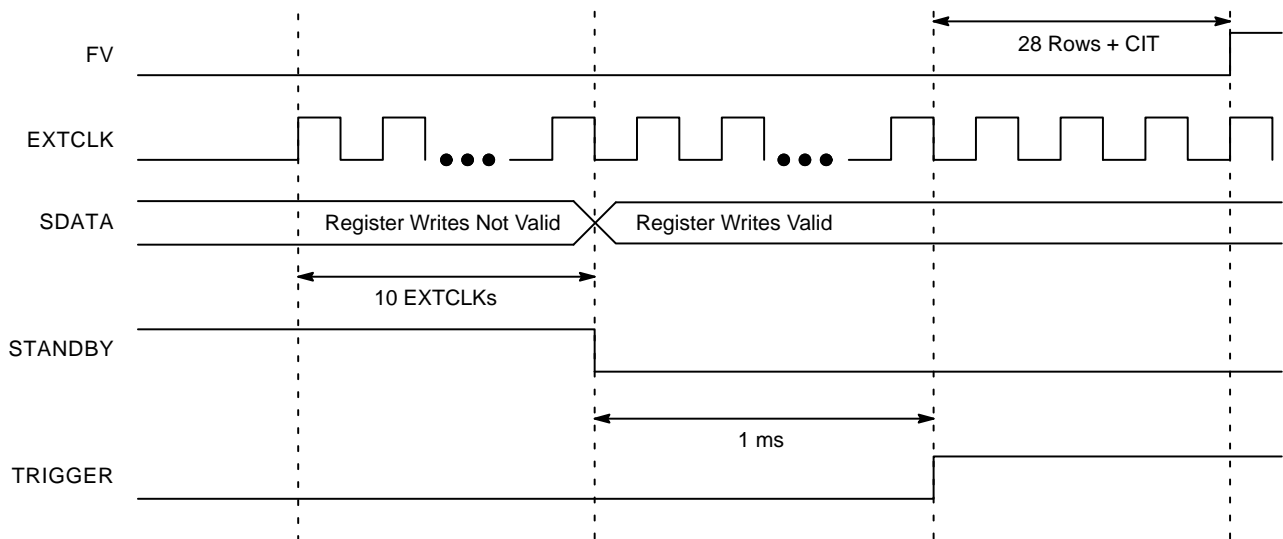 28 Rows + CIT
FV
EXTCLK
SDATA
Register Writes Not Valid
Register Writes Valid
10 EXTCLKs
STANDBY
1 ms
TRIGGER